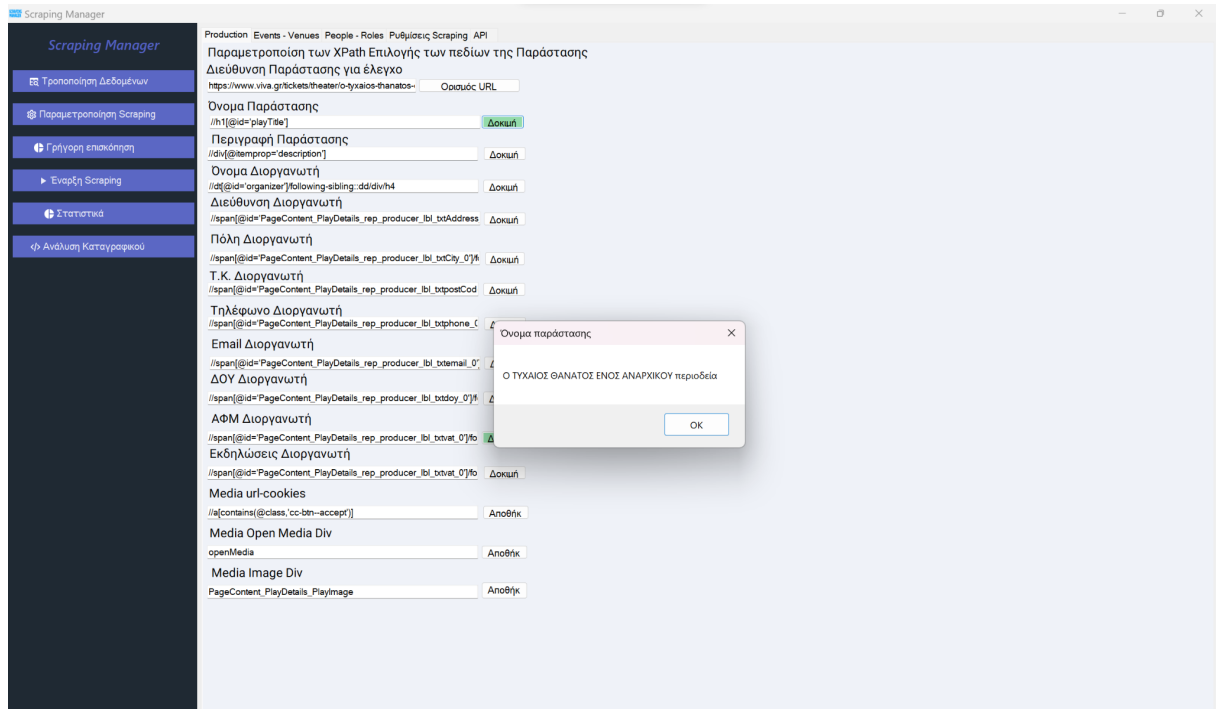 Scraping Manager
Scraping Manager
Τροποποίηση Δεδομένων
Παραμετροποίηση Scraping
Γρήγορη επισκόπηση
Έναρξη Scraping
Στατιστικά
Ανάλυση Καταγραφικού
Production Events - Venues People - Roles Ρυθμίσεις Scraping API
Παραμετροποίση των XPath Επιλογής των πεδίων της Παράστασης
Διεύθυνση Παράστασης για έλεγχο
https://www.viva.gr/tickets/theater/o-tyxaios-thanatos- Ορισμός URL
Όνομα Παράστασης
//h1[@id='playTitle'] Δοκιμή
Περιγραφή Παράστασης
//div[@itemprop='description'] Δοκιμή
Όνομα Διοργανωτή
//dt[@id='organizer']/following-sibling::dd/div/h4 Δοκιμή
Διεύθυνση Διοργανωτή
//span[@id='PageContent_PlayDetails_rep_producer_lbl_txtAddress Δοκιμή
Πόλη Διοργανωτή
//span[@id='PageContent_PlayDetails_rep_producer_lbl_txtCity_0']/f Δοκιμή
Τ.Κ. Διοργανωτή
//span[@id='PageContent_PlayDetails_rep_producer_lbl_txtpostCod Δοκιμή
Τηλέφωνο Διοργανωτή
//span[@id='PageContent_PlayDetails_rep_producer_lbl_txtphone_0
Email Διοργανωτή
//span[@id='PageContent_PlayDetails_rep_producer_lbl_txtemail_0'
ΔΟΥ Διοργανωτή
//span[@id='PageContent_PlayDetails_rep_producer_lbl_txtdoy_0']/f
ΑΦΜ Διοργανωτή
//span[@id='PageContent_PlayDetails_rep_producer_lbl_txtvat_0']/fo
Εκδηλώσεις Διοργανωτή
//span[@id='PageContent_PlayDetails_rep_producer_lbl_txtvat_0']/fo Δοκιμή
Media url-cookies
//a[contains(@class,'cc-btn--accept')] Αποθήκ
Media Open Media Div
openMedia Αποθήκ
Media Image Div
PageContent_PlayDetails_PlayImage Αποθήκ
Όνομα παράστασης
Ο ΤΥΧΑΙΟΣ ΘΑΝΑΤΟΣ ΕΝΟΣ ΑΝΑΡΧΙΚΟΥ περιοδεία
OK